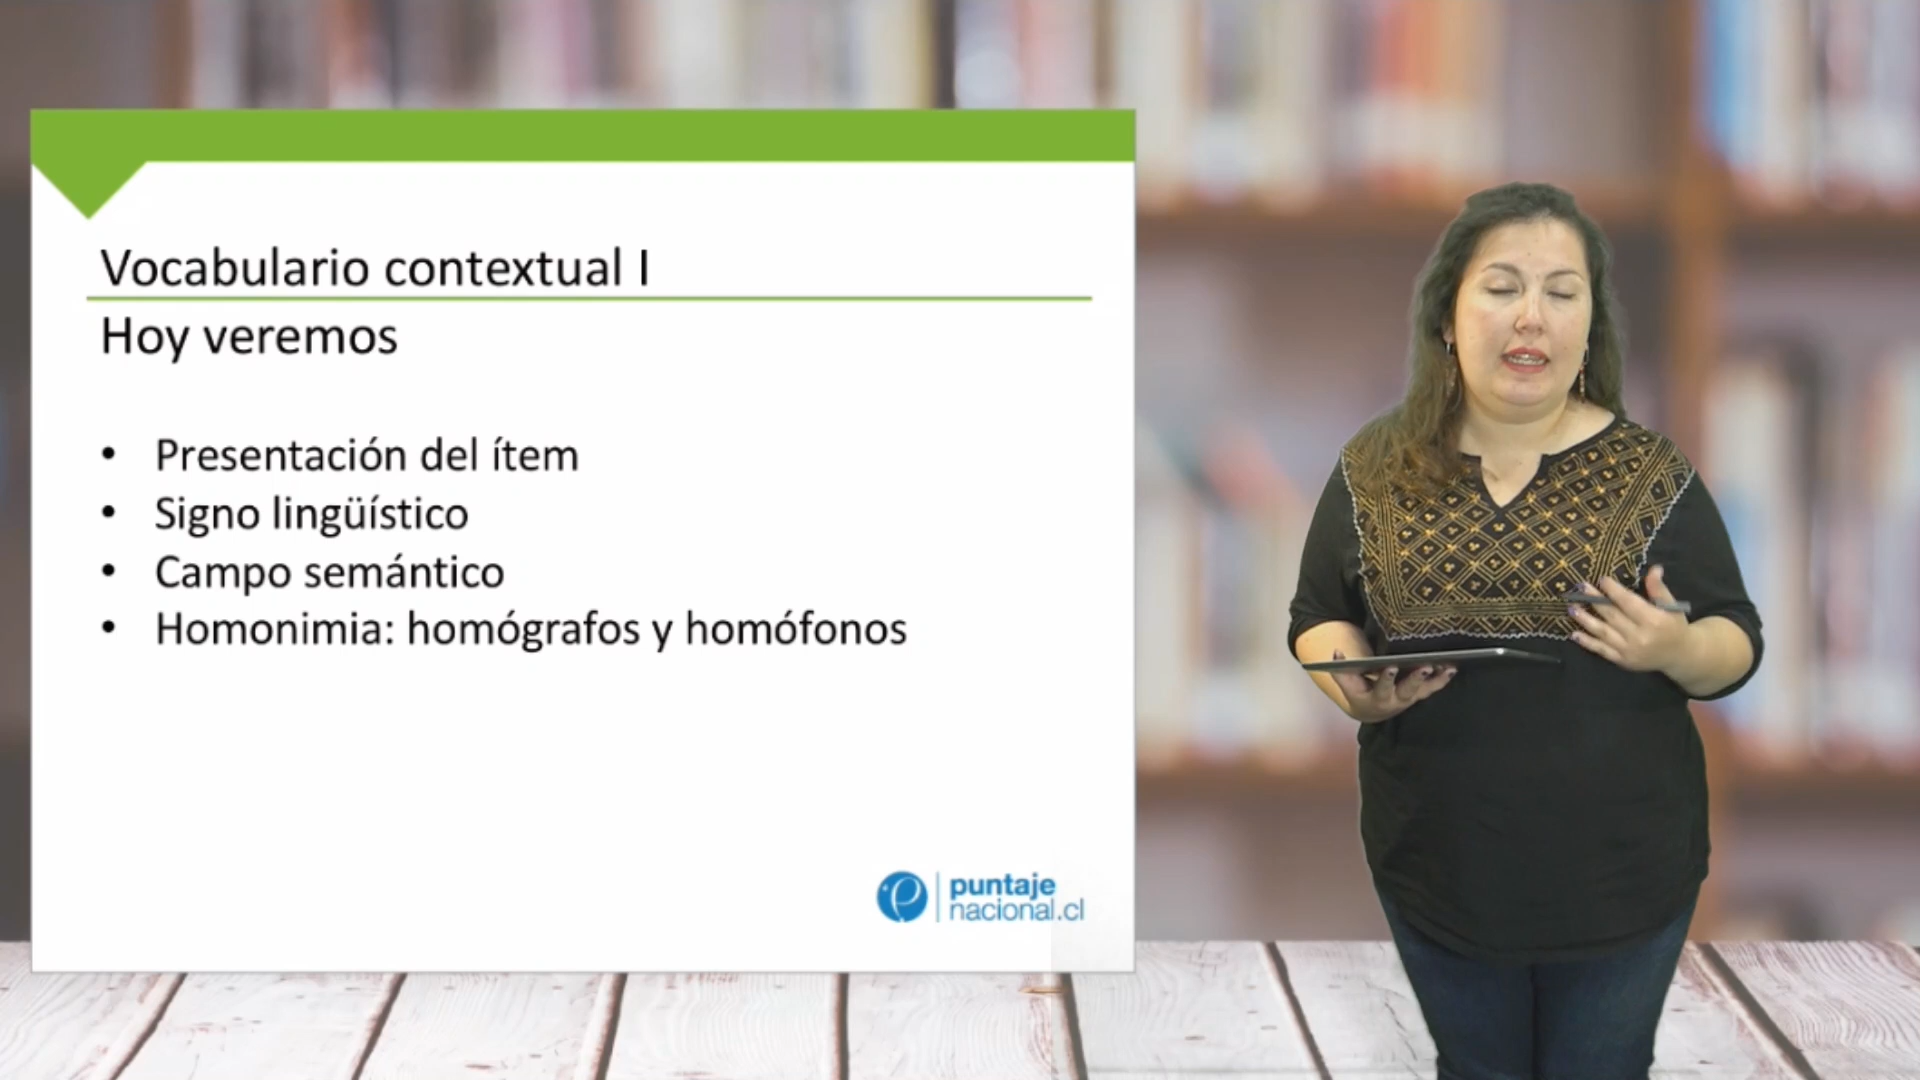 Vocabulario contextual I
Hoy veremos
• Presentación del ítem
• Signo lingüístico
• Campo semántico
• Homonimia: homógrafos y homófonos
puntaje
nacional.cl